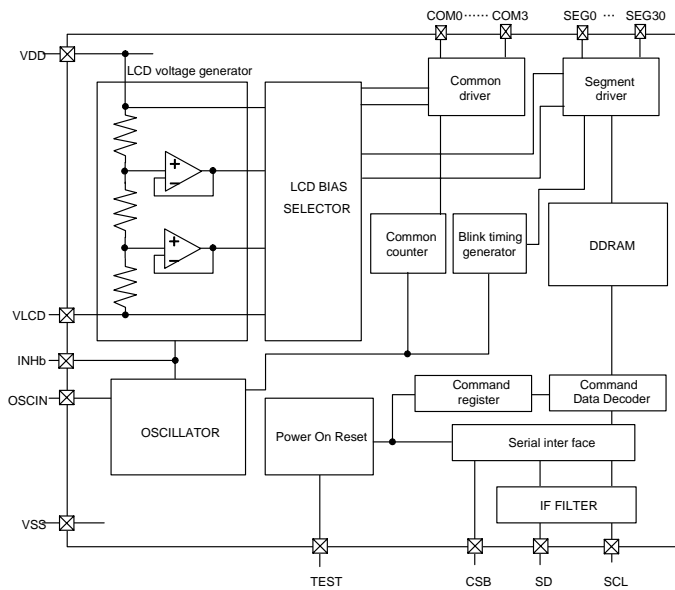 COM0 ······ COM3 SEG0 ··· SEG30
VDD
LCD voltage generator
Common
driver
Segment
driver
+
−
LCD BIAS
SELECTOR
Common
counter
Blink timing
generator
DDRAM
+
−
VLCD
INHb
OSCIN
OSCILLATOR
Command
register
Command
Data Decoder
Power On Reset
Serial inter face
IF FILTER
VSS
TEST CSB SD SCL